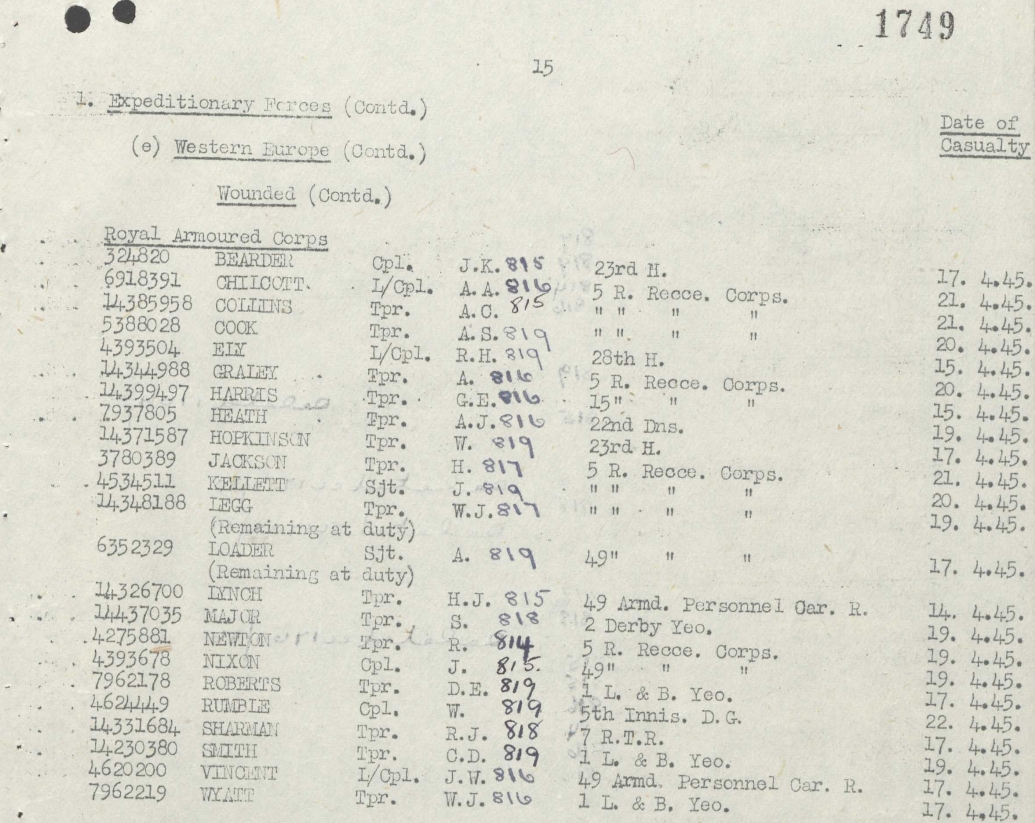 1749
15
1. Expeditionary Forces (Contd.)
Date of
Casualty
(e) Western Europe (Contd.)
Wounded (Contd.)
Royal Armoured Corps
324820 BEARDER Cpl. J.K. 815 23rd H. 17. 4.45.
6918391 CHILCOTT. L/Cpl. A.A. 816 5 R. Recce. Corps. 21. 4.45.
14385958 COLLINS Tpr. A.C. 815 " " " " 21. 4.45.
5388028 COOK Tpr. A.S. 819 " " " " 20. 4.45.
4393504 ELY L/Cpl. R.H. 819 28th H. 15. 4.45.
14344988 GRALEY Tpr. A. 816 5 R. Recce. Corps. 20. 4.45.
14399497 HARRIS Tpr. G.E. 816 15" " " 15. 4.45.
7937805 HEATH Tpr. A.J. 816 22nd Dns. 19. 4.45.
14371587 HOPKINSON Tpr. W. 819 23rd H. 17. 4.45.
3780389 JACKSON Tpr. H. 817 5 R. Recce. Corps. 21. 4.45.
4534511 KELLETT Sjt. J. 819 " " " " 20. 4.45.
14348188 LEGG Tpr. W.J. 817 " " " " 19. 4.45.
(Remaining at duty)
6352329 LOADER Sjt. A. 819 49" " " 17. 4.45.
(Remaining at duty)
14326700 LYNCH Tpr. H.J. 815 49 Armd. Personnel Car. R. 14. 4.45.
14437035 MAJOR Tpr. S. 818 2 Derby Yeo. 19. 4.45.
4275881 NEWTON Tpr. R. 814 5 R. Recce. Corps. 19. 4.45.
4393678 NIXON Cpl. J. 815. 49" " " 19. 4.45.
7962178 ROBERTS Tpr. D.E. 819 1 L. & B. Yeo. 17. 4.45.
4624449 RUMBLE Cpl. W. 819 5th Innis. D.G. 22. 4.45.
14331684 SHARMAN Tpr. R.J. 818 7 R.T.R. 17. 4.45.
14230380 SMITH Tpr. C.D. 819 1 L. & B. Yeo. 19. 4.45.
4620200 VINCENT L/Cpl. J.W. 816 49 Armd. Personnel Car. R. 17. 4.45.
7962219 WYATT Tpr. W.J. 816 1 L. & B. Yeo. 17. 4.45.